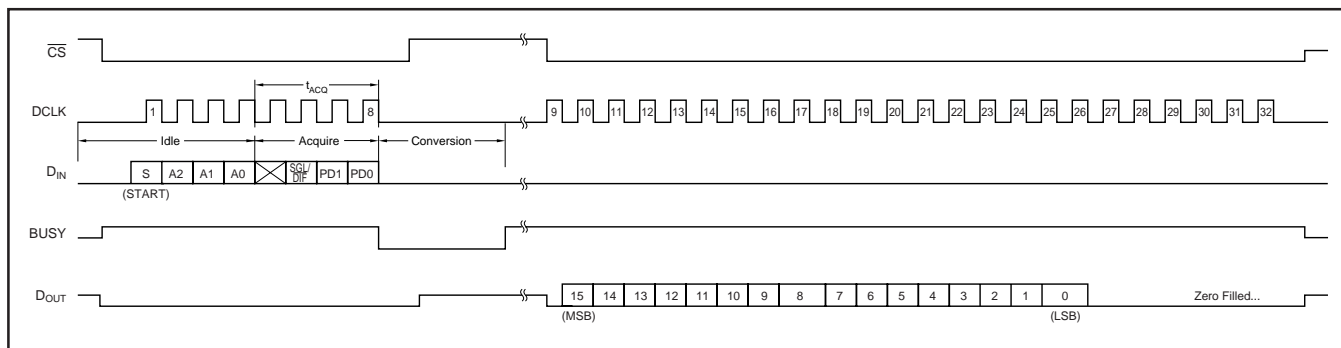 CS
tACQ
DCLK 1 8 9 10 11 12 13 14 15 16 17 18 19 20 21 22 23 24 25 26 27 28 29 30 31 32
Idle Acquire Conversion
DIN S A2 A1 A0 SGL/DIF PD1 PD0
(START)
BUSY
DOUT 15 14 13 12 11 10 9 8 7 6 5 4 3 2 1 0 Zero Filled...
(MSB) (LSB)